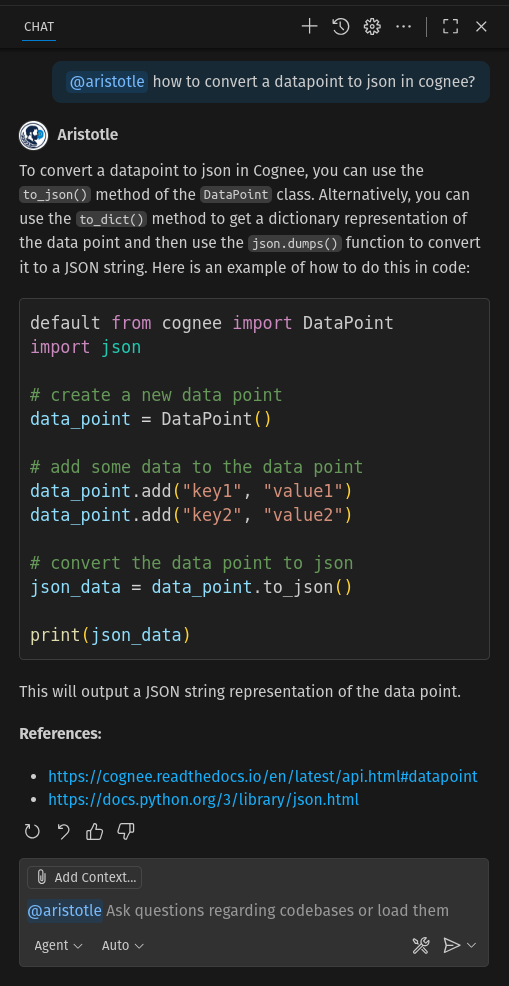 CHAT
@aristotle how to convert a datapoint to json in cognee?
Aristotle
To convert a datapoint to json in Cognee, you can use the
to_json() method of the DataPoint class. Alternatively, you can
use the to_dict() method to get a dictionary representation of
the data point and then use the json.dumps() function to convert
it to a JSON string. Here is an example of how to do this in code:
default from cognee import DataPoint
import json
# create a new data point
data_point = DataPoint()
# add some data to the data point
data_point.add("key1", "value1")
data_point.add("key2", "value2")
# convert the data point to json
json_data = data_point.to_json()
print(json_data)
This will output a JSON string representation of the data point.
References:
• https://cognee.readthedocs.io/en/latest/api.html#datapoint
• https://docs.python.org/3/library/json.html
Add Context...
@aristotle Ask questions regarding codebases or load them
Agent Auto